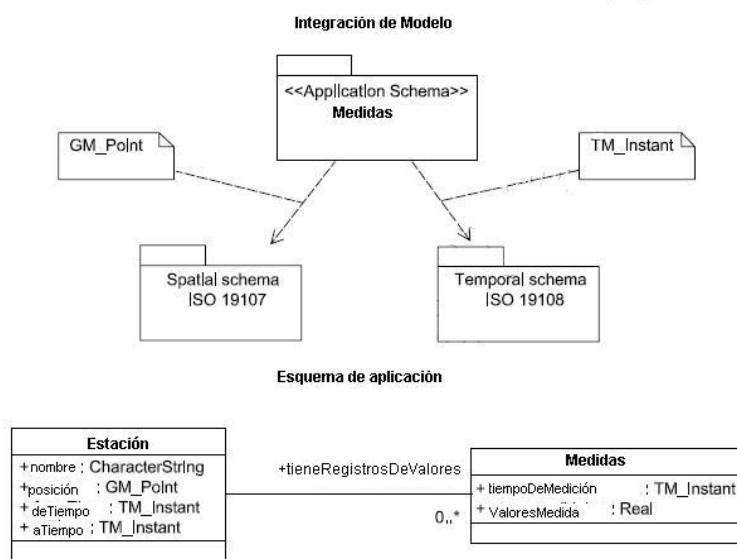 Integración de Modelo
<<Application Schema>>
Medidas
GM_Point
TM_Instant
Spatial schema
ISO 19107
Temporal schema
ISO 19108
Esquema de aplicación
Estación
+nombre : CharacterString
+posición : GM_Point
+ deTiempo : TM_Instant
+ aTiempo : TM_Instant
+tieneRegistrosDeValores
0..*
Medidas
+ tiempoDeMedición : TM_Instant
+ ValoresMedida : Real